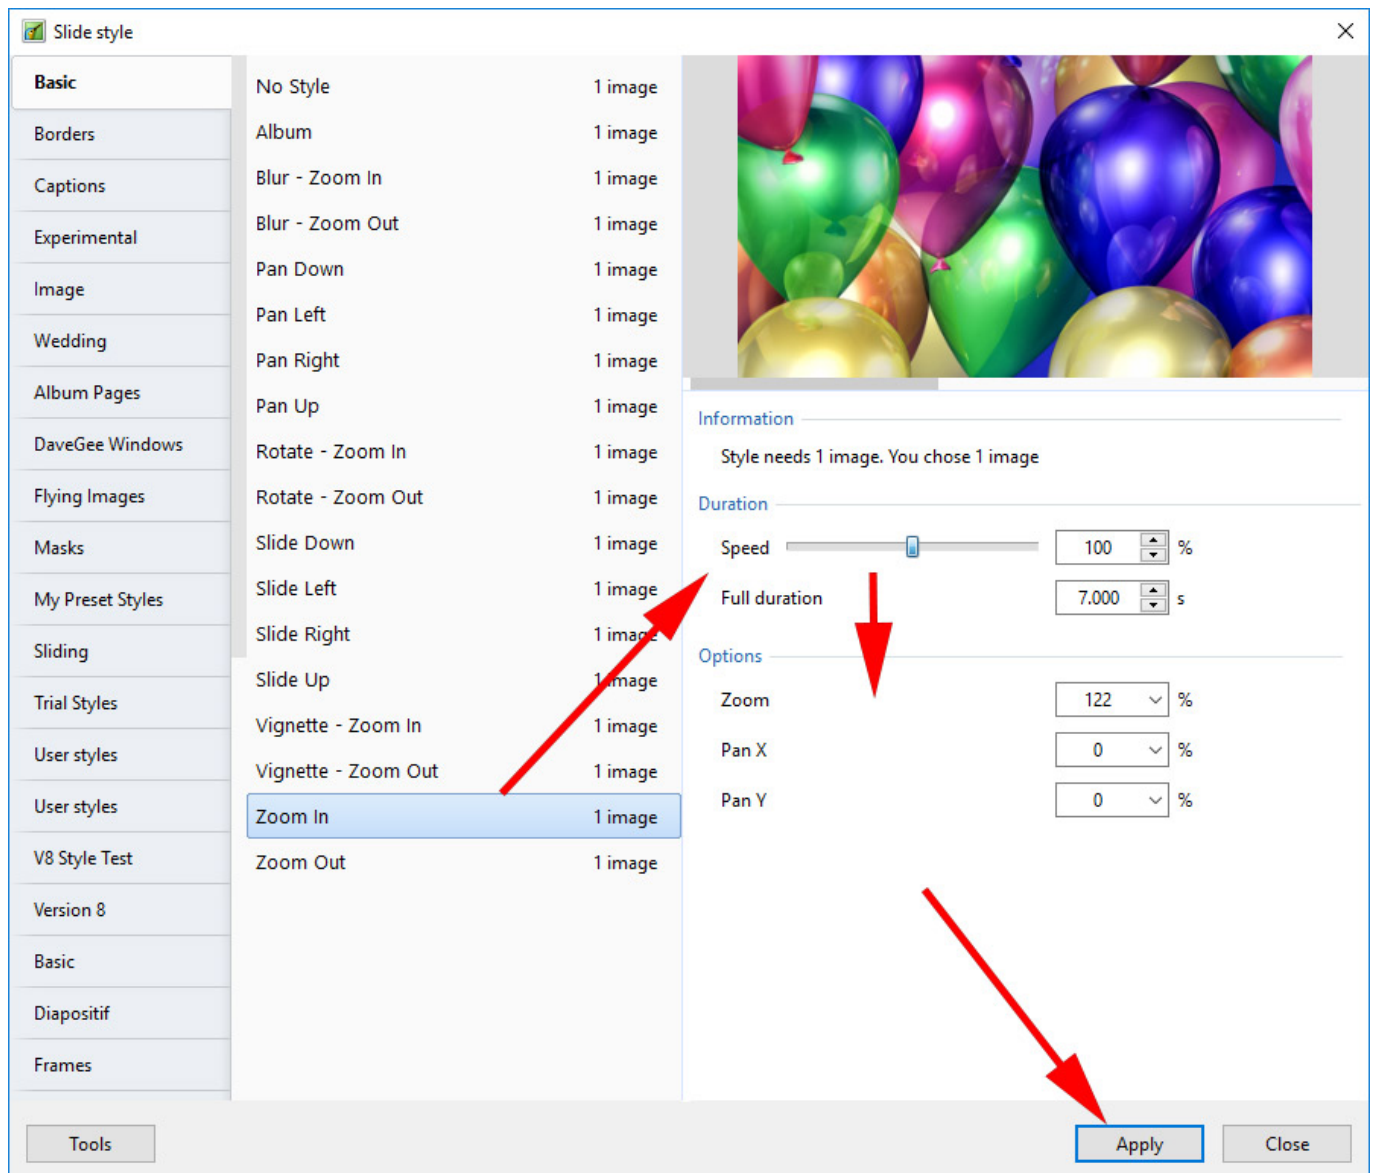 Slide style
Basic
Borders
Captions
Experimental
Image
Wedding
Album Pages
DaveGee Windows
Flying Images
Masks
My Preset Styles
Sliding
Trial Styles
User styles
User styles
V8 Style Test
Version 8
Basic
Diapositif
Frames
No Style 1 image
Album 1 image
Blur - Zoom In 1 image
Blur - Zoom Out 1 image
Pan Down 1 image
Pan Left 1 image
Pan Right 1 image
Pan Up 1 image
Rotate - Zoom In 1 image
Rotate - Zoom Out 1 image
Slide Down 1 image
Slide Left 1 image
Slide Right 1 image
Slide Up 1 image
Vignette - Zoom In 1 image
Vignette - Zoom Out 1 image
Zoom In 1 image
Zoom Out 1 image
Information
Style needs 1 image. You chose 1 image
Duration
Speed 100 %
Full duration 7.000 s
Options
Zoom 122 %
Pan X 0 %
Pan Y 0 %
Tools
Apply
Close